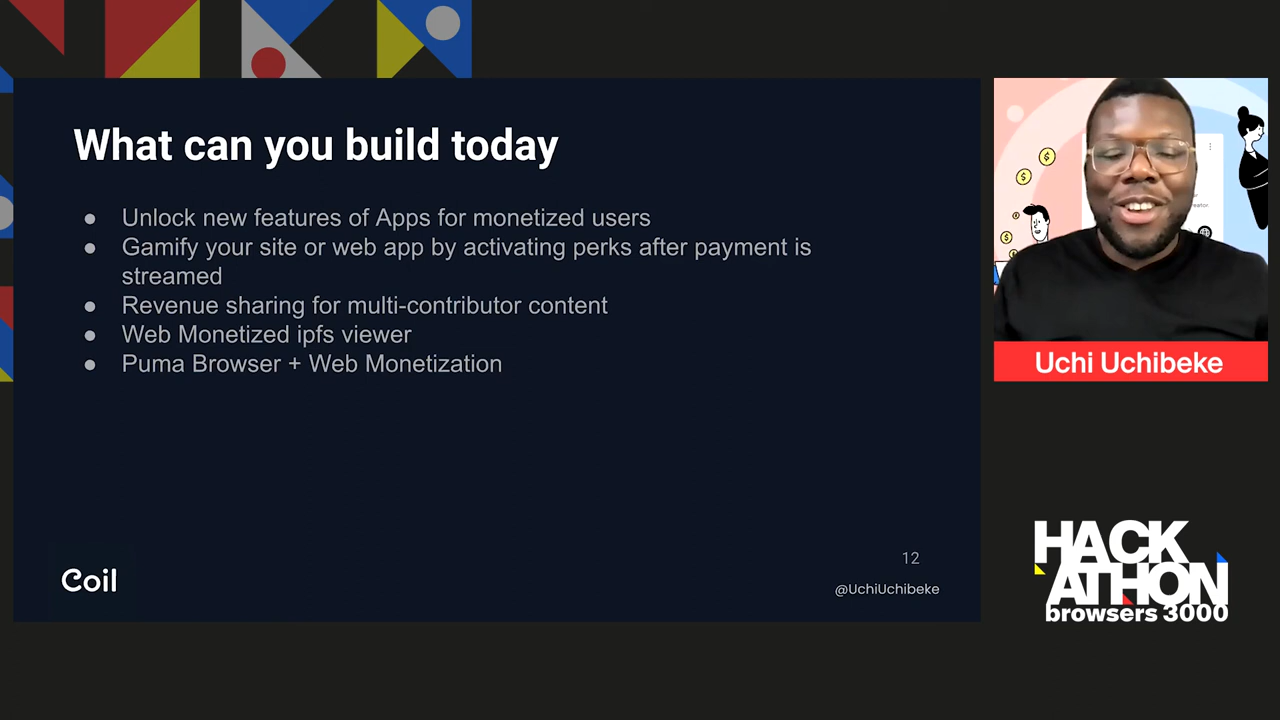 What can you build today
● Unlock new features of Apps for monetized users
● Gamify your site or web app by activating perks after payment is
streamed
● Revenue sharing for multi-contributor content
● Web Monetized ipfs viewer
● Puma Browser + Web Monetization
12
Coil
@UchiUchibeke
Uchi Uchibeke
HACK
ATHON
browsers 3000